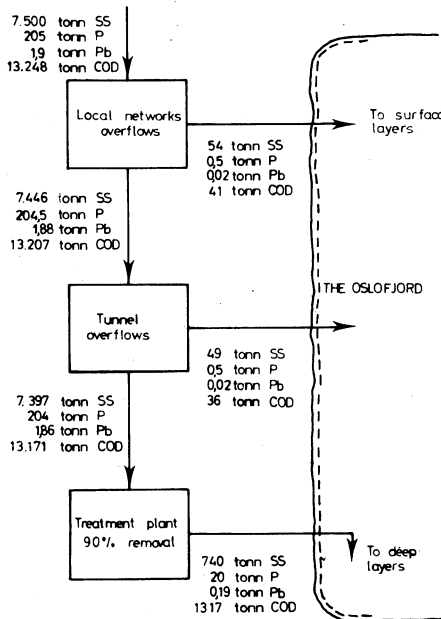 7.500 tonn SS
205 tonn P
1,9 tonn Pb
13.248 tonn COD
Local networks
overflows
To surface
layers
54 tonn SS
0,5 tonn P
0,02 tonn Pb
41 tonn COD
7.446 tonn SS
204,5 tonn P
1,88 tonn Pb
13.207 tonn COD
THE OSLOFJORD
Tunnel
overflows
49 tonn SS
0,5 tonn P
0,02 tonn Pb
36 tonn COD
7.397 tonn SS
204 tonn P
1,86 tonn Pb
13.171 tonn COD
Treatment plant
90% removal
To deep
layers
740 tonn SS
20 tonn P
0,19 tonn Pb
1317 tonn COD